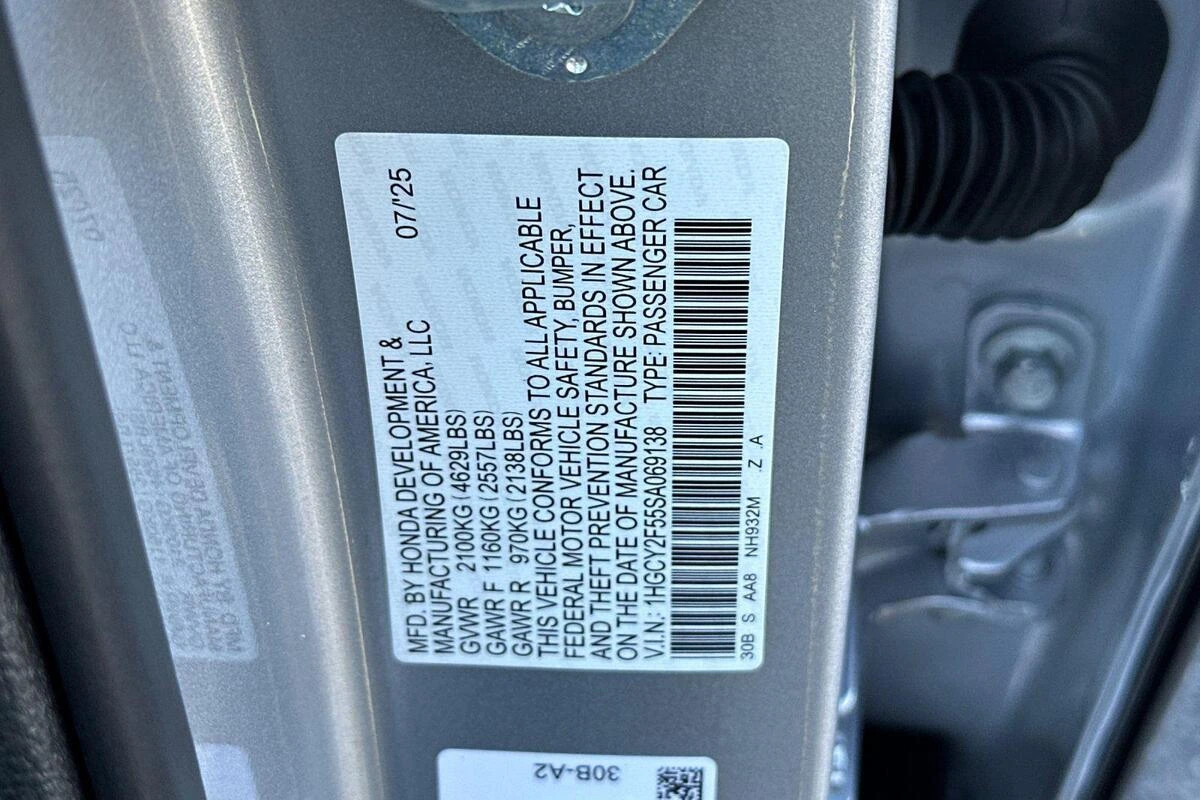 MFD. BY HONDA DEVELOPMENT & 07/'25
MANUFACTURING OF AMERICA, LLC
GVWR 2100KG (4629LBS)
GAWR F 1160KG (2557LBS)
GAWR R 970KG (2138LBS)
THIS VEHICLE CONFORMS TO ALL APPLICABLE
FEDERAL MOTOR VEHICLE SAFETY, BUMPER,
AND THEFT PREVENTION STANDARDS IN EFFECT
ON THE DATE OF MANUFACTURE SHOWN ABOVE.
V.I.N.: 1HGCY2F55SA069138 TYPE: PASSENGER CAR
30B S AA8 NH932M .Z .A
30B-A2